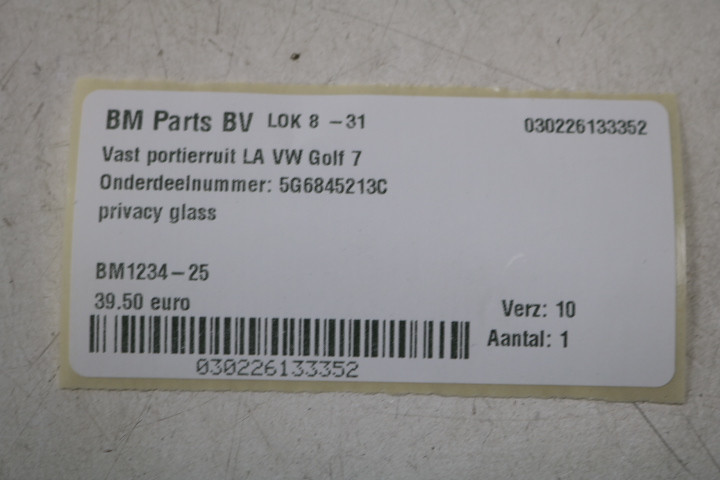 BM Parts BV LOK 8 -31 030226133352
Vast portierruit LA VW Golf 7
Onderdeelnummer: 5G6845213C
privacy glass
BM1234-25
39.50 euro
Verz: 10
Aantal: 1
030226133352